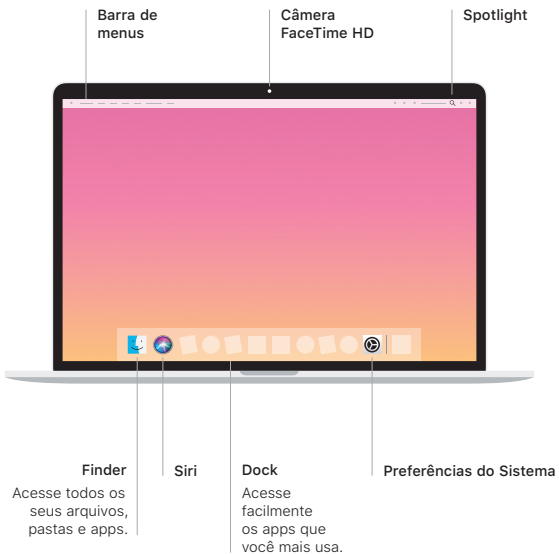 Barra de
menus
Câmera
FaceTime HD
Spotlight
Finder
Acesse todos os
seus arquivos,
pastas e apps.
Siri
Dock
Acesse
facilmente
os apps que
você mais usa.
Preferências do Sistema